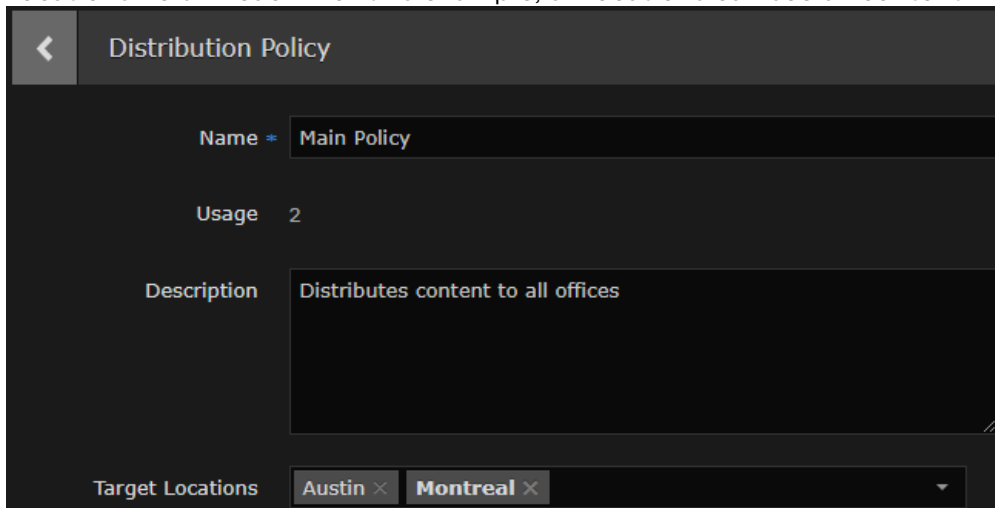 Distribution Policy
Name * Main Policy
Usage 2
Description Distributes content to all offices
Target Locations Austin × Montreal ×